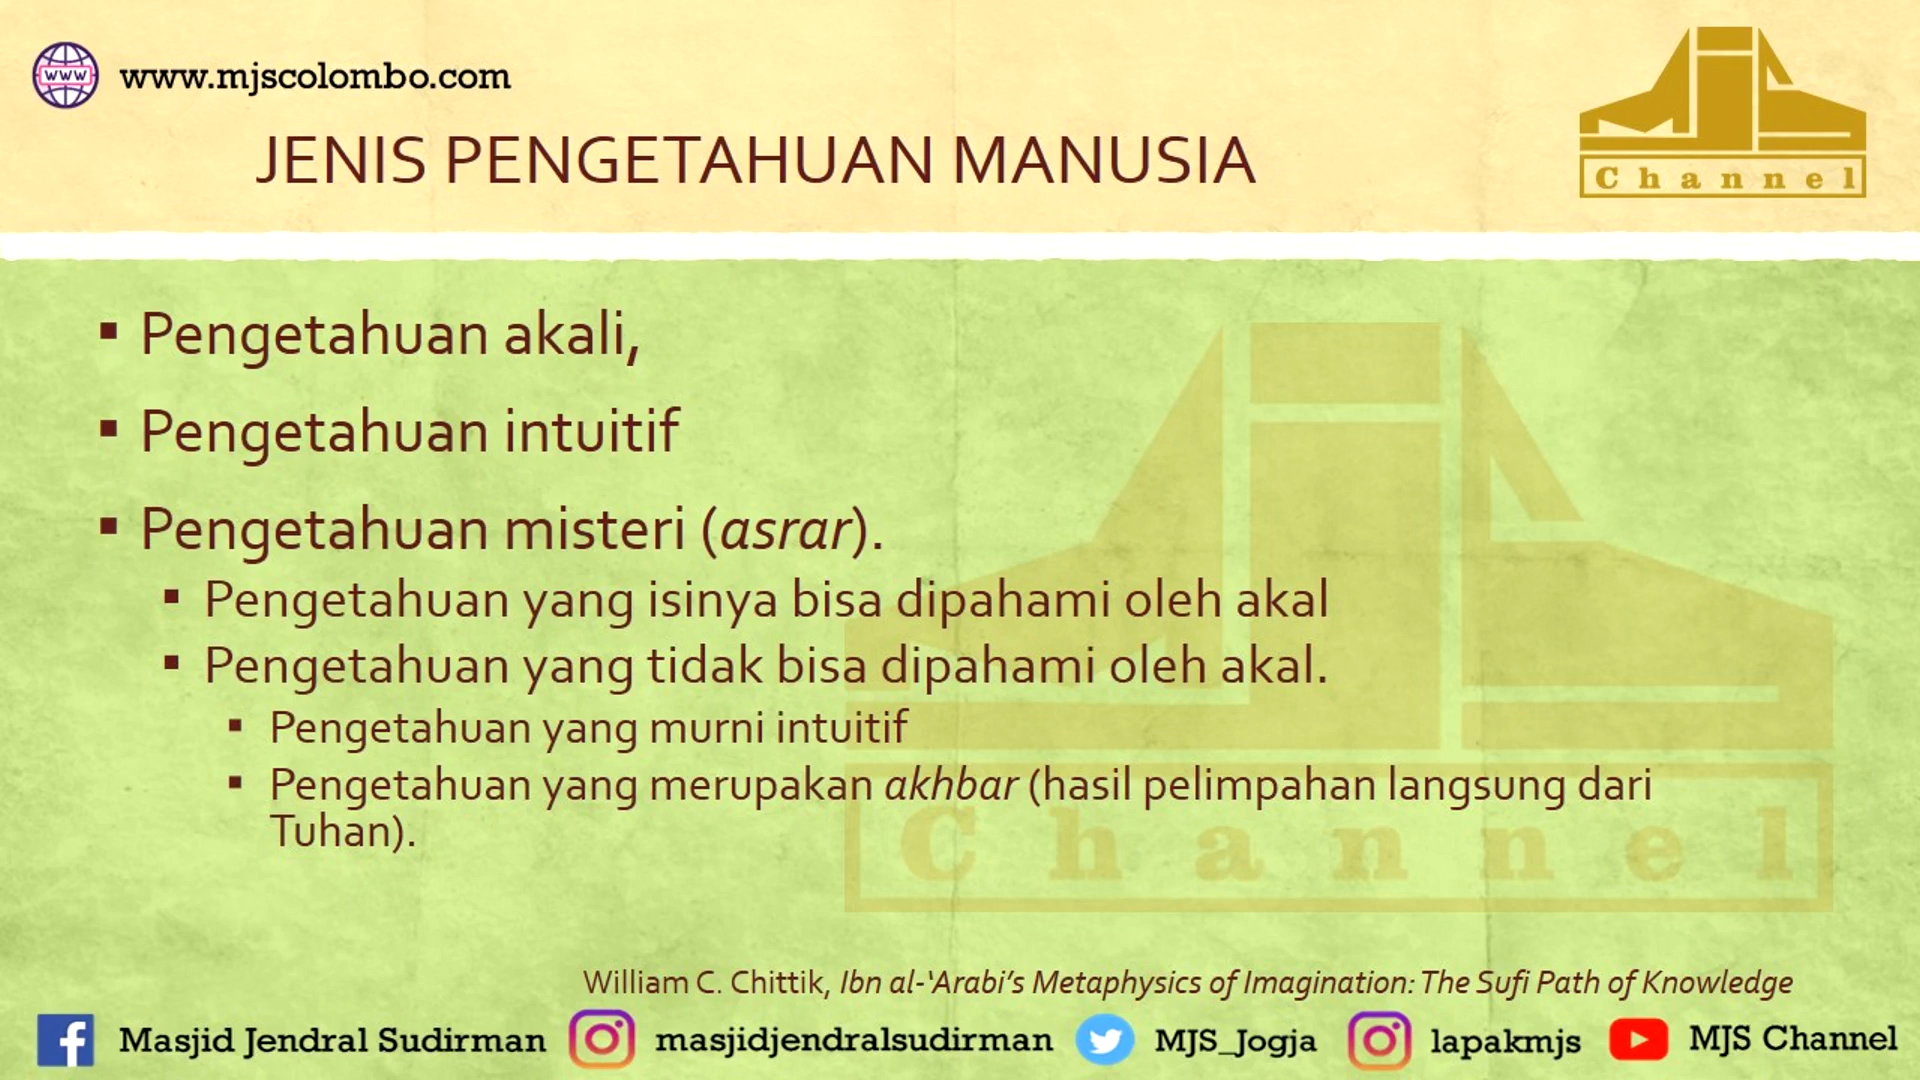 www
www.mjscolombo.com
JENIS PENGETAHUAN MANUSIA
MJS
Channel
▪ Pengetahuan akali,
▪ Pengetahuan intuitif
▪ Pengetahuan misteri (asrar).
▪ Pengetahuan yang isinya bisa dipahami oleh akal
▪ Pengetahuan yang tidak bisa dipahami oleh akal.
▪ Pengetahuan yang murni intuitif
▪ Pengetahuan yang merupakan akhbar (hasil pelimpahan langsung dari
Tuhan).
Channel
William C. Chittik, Ibn al-‘Arabi’s Metaphysics of Imagination: The Sufi Path of Knowledge
Masjid Jendral Sudirman masjidjendralsudirman MJS_Jogja lapakmjs MJS Channel